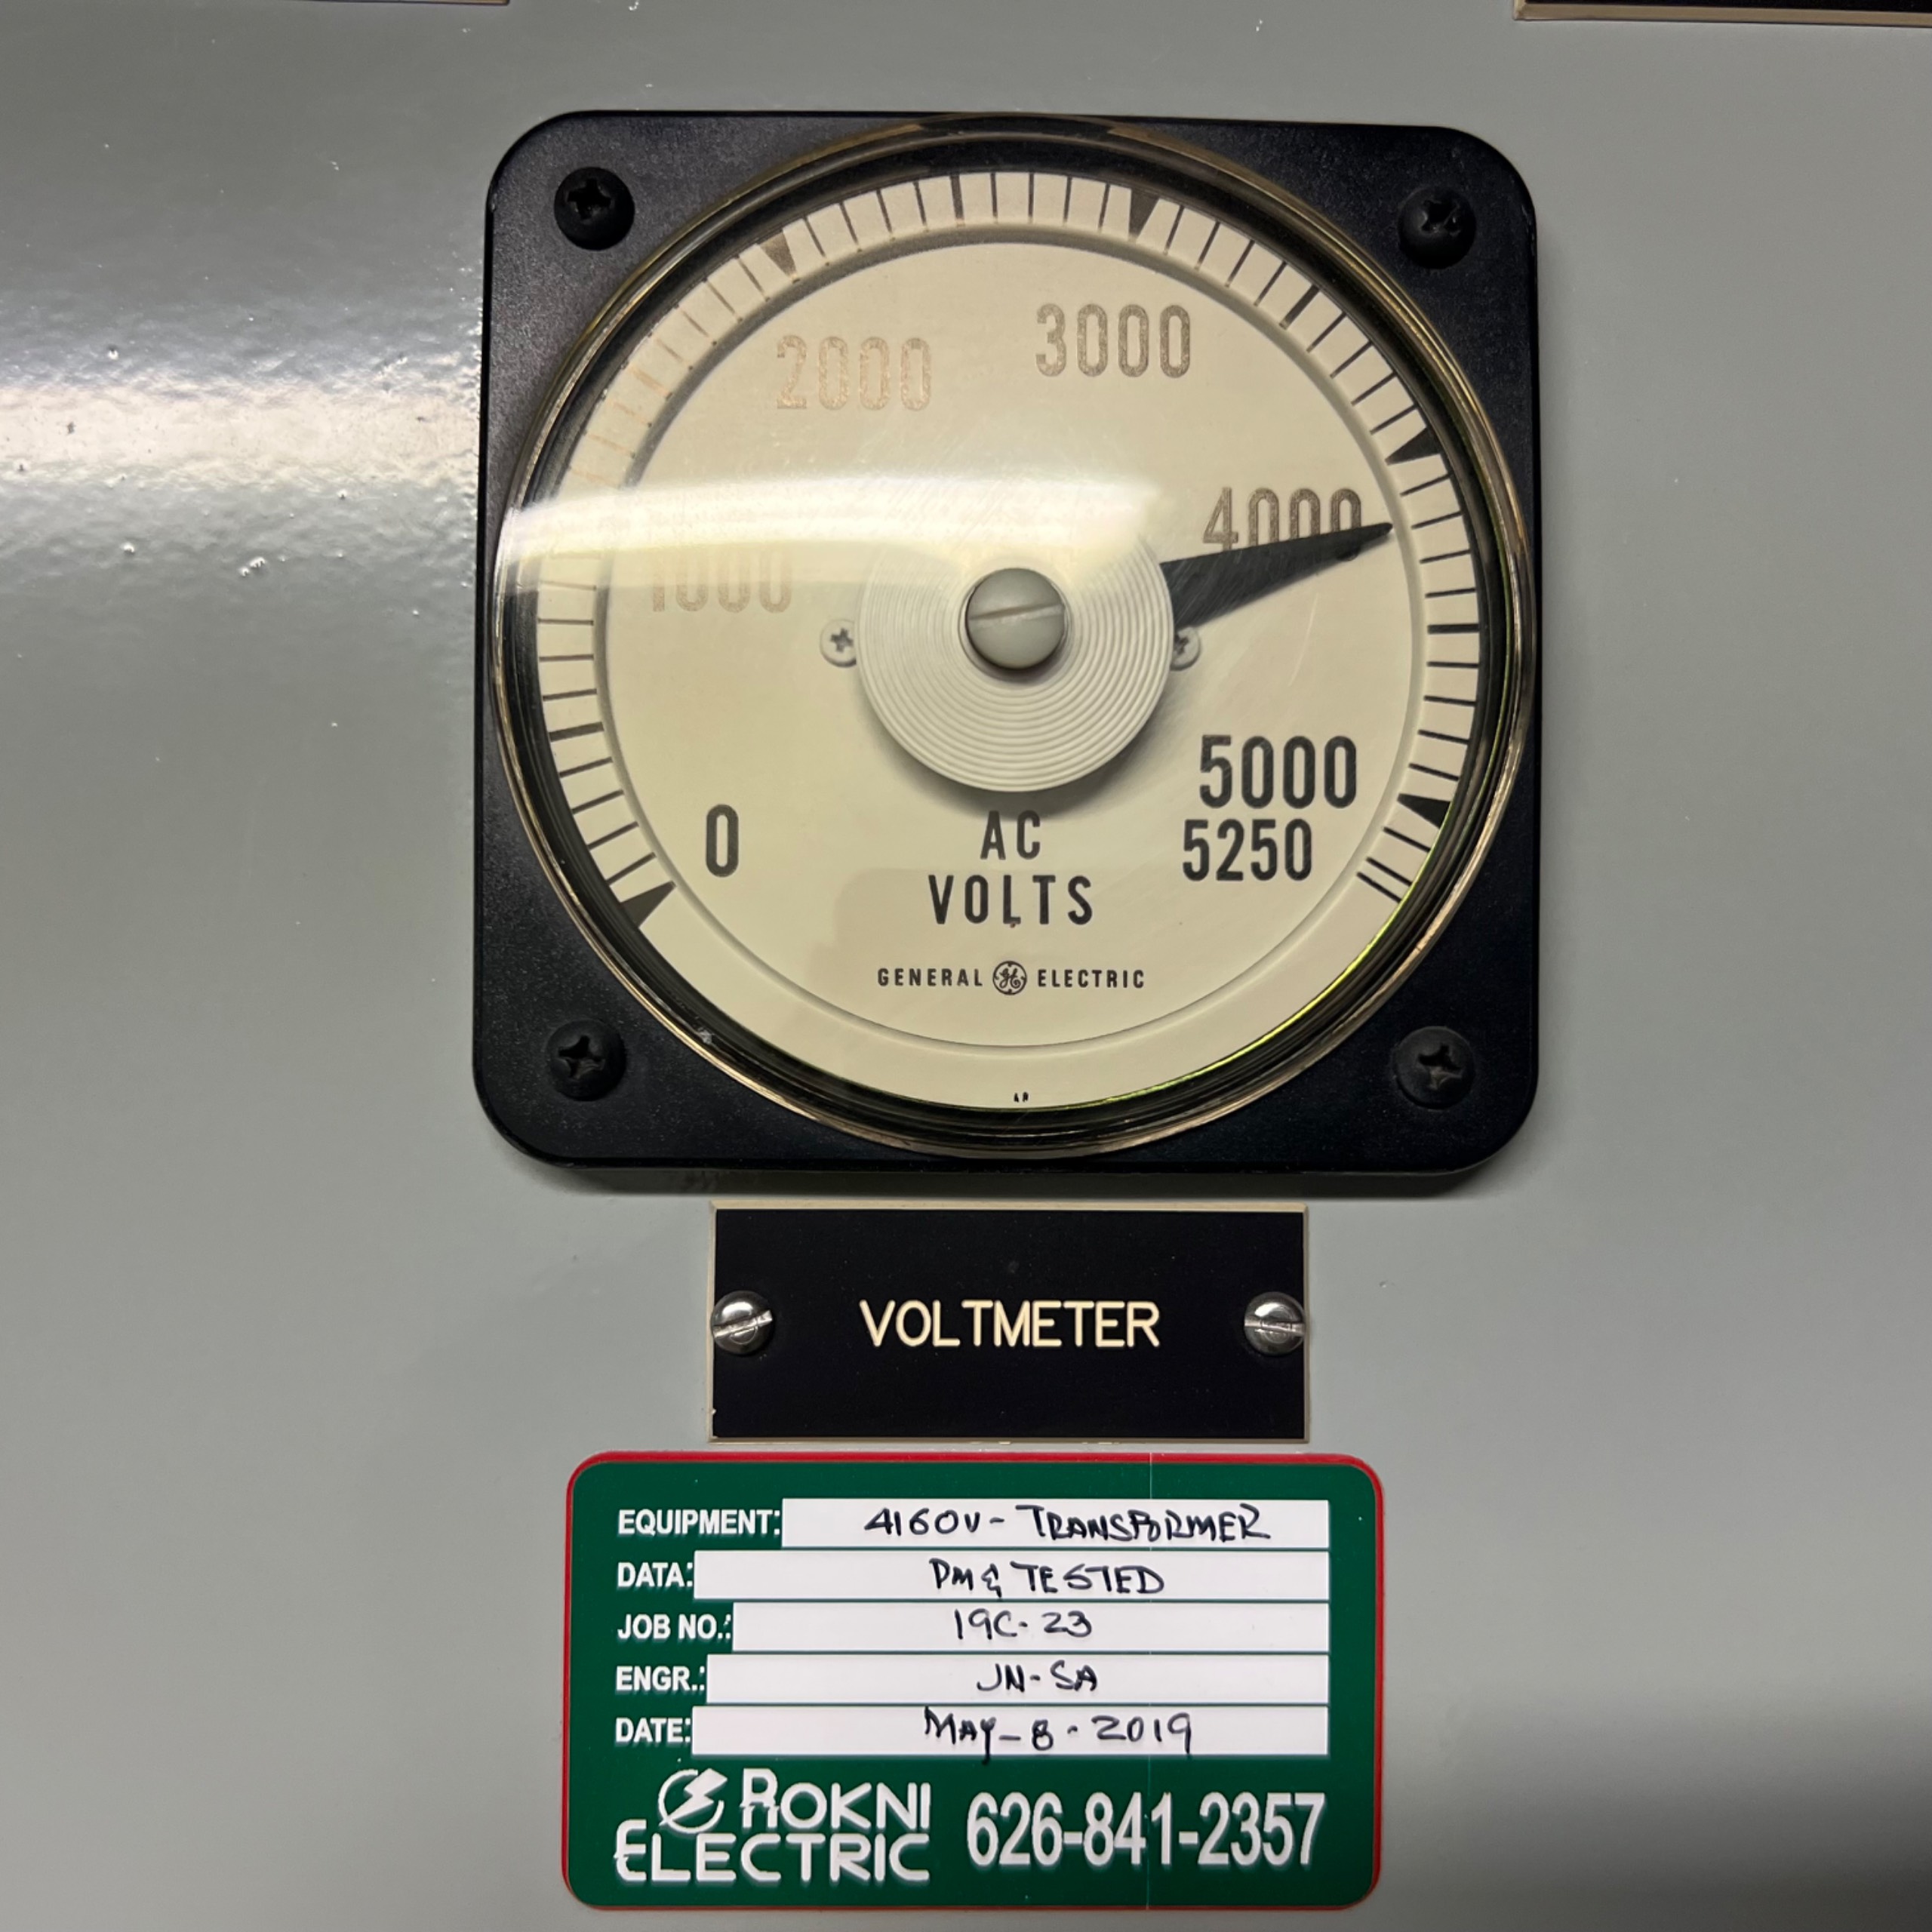 2000
3000
1000
4000
0
5000
5250
AC
VOLTS
GENERAL GE ELECTRIC
VOLTMETER
EQUIPMENT: 4160V - TRANSFORMER
DATA: PM & TESTED
JOB NO.: 19C-23
ENGR.: JN-SA
DATE: MAY-8-2019
ROKNI
ELECTRIC
626-841-2357